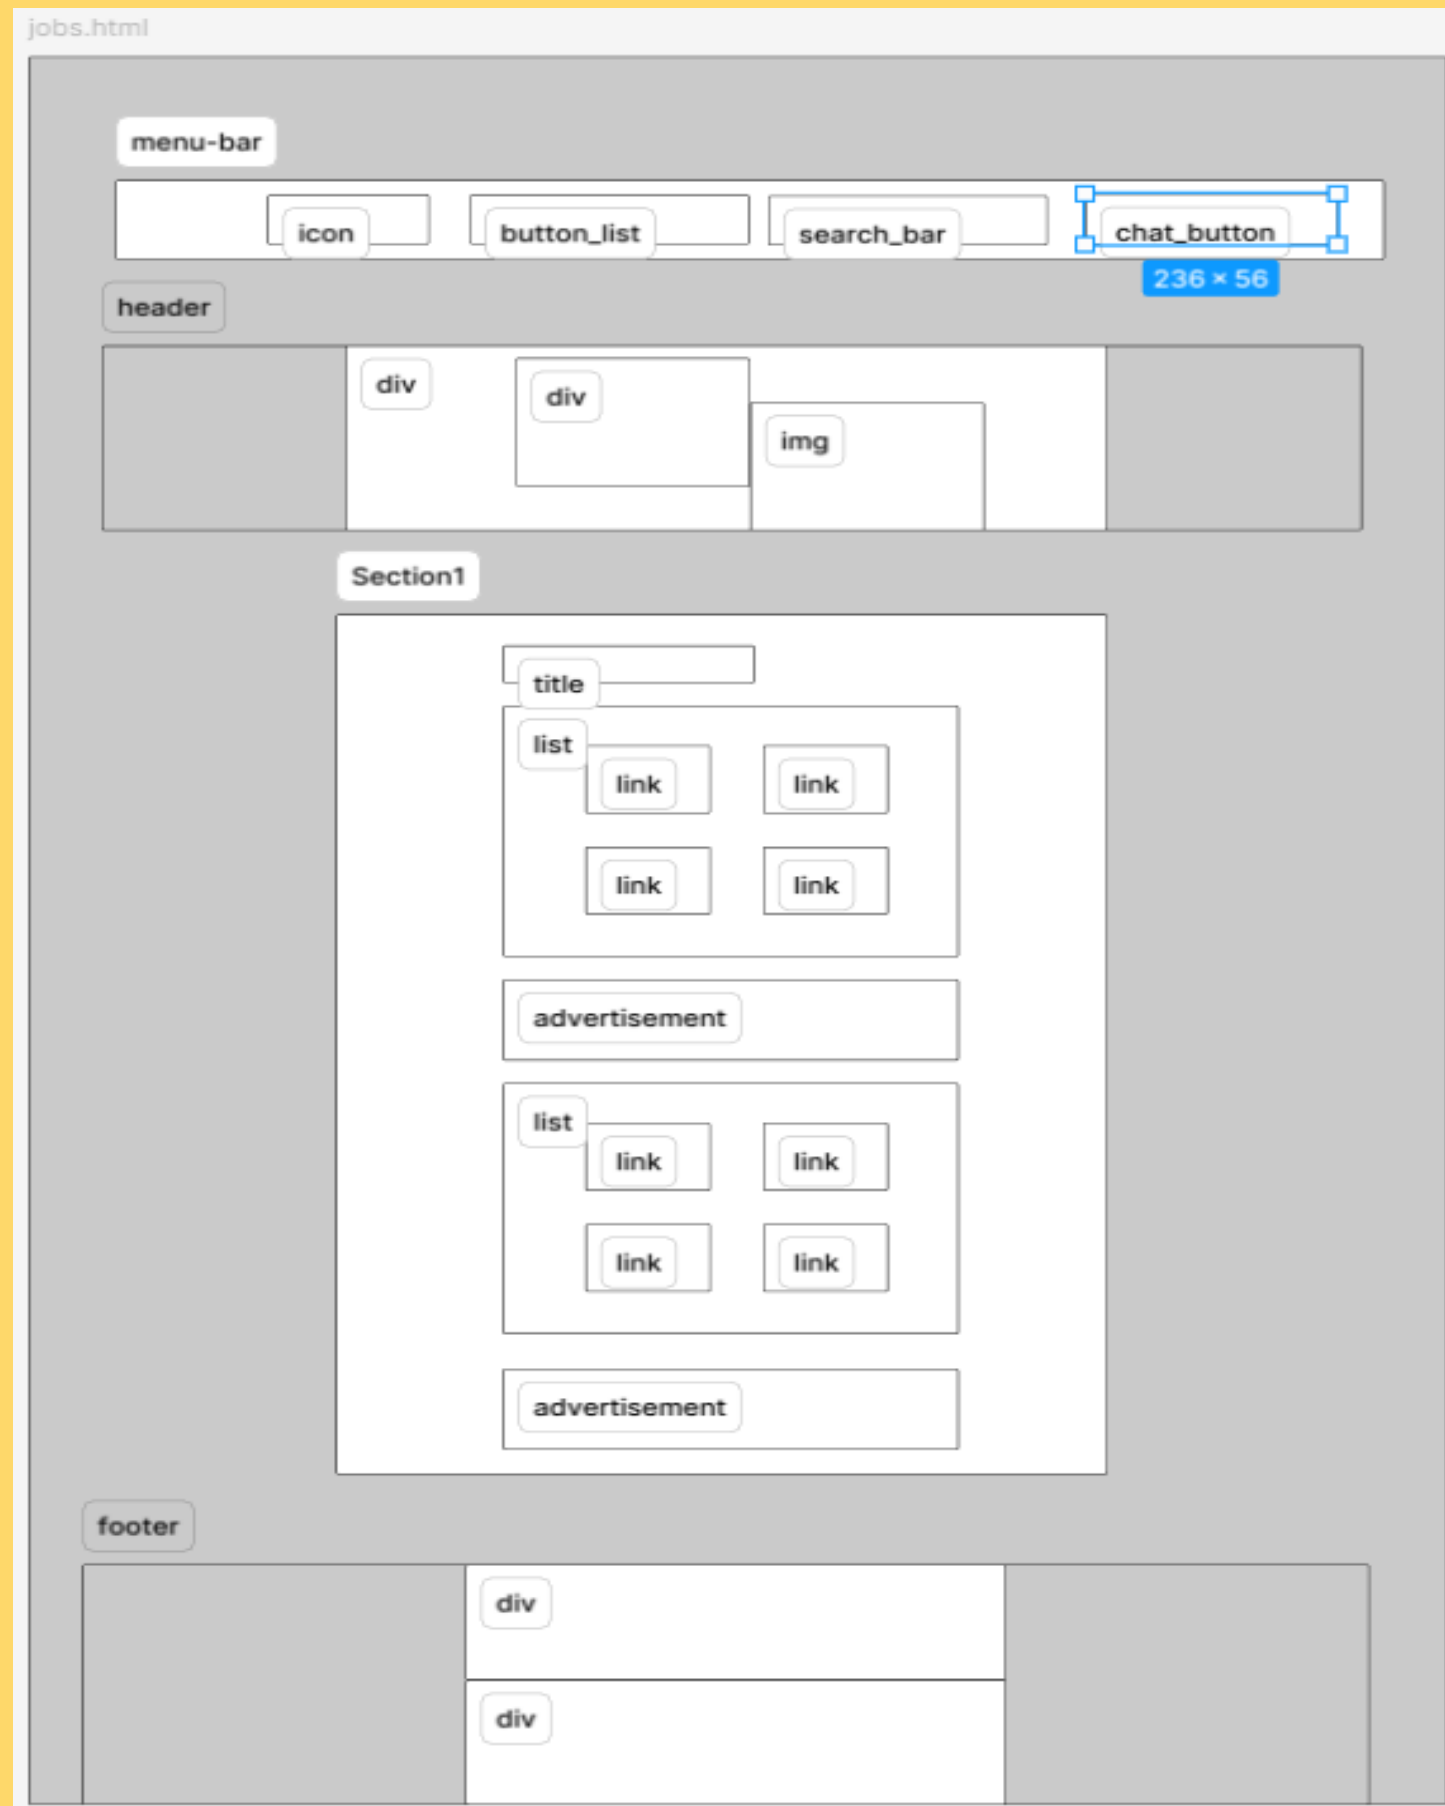 jobs.html
menu-bar
icon button_list search_bar chat_button
236 × 56
header
div div
img
Section1
title
list
link link
link link
advertisement
list
link link
link link
advertisement
footer
div
div